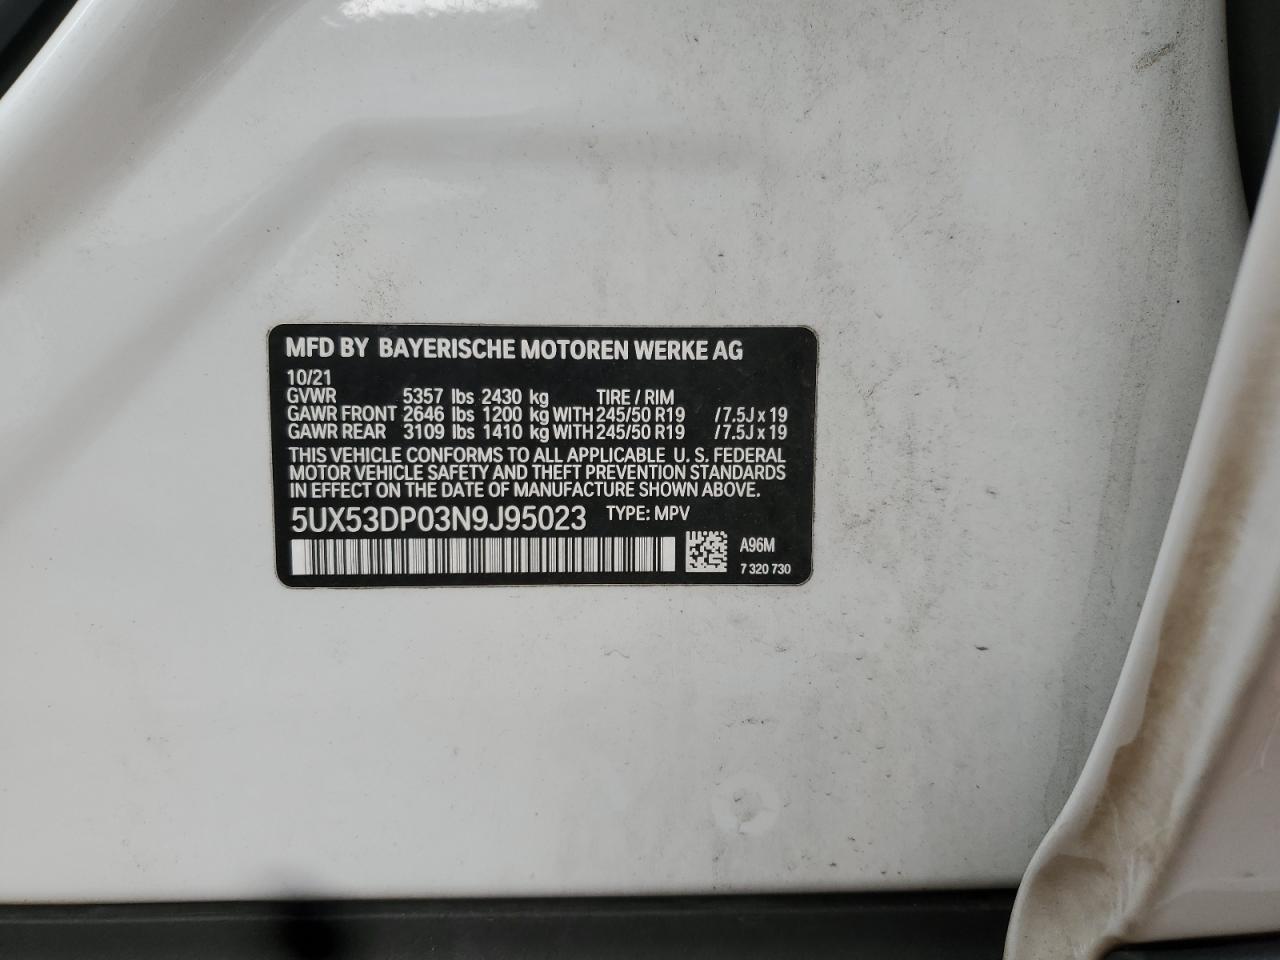 MFD BY BAYERISCHE MOTOREN WERKE AG
10/21
GVWR 5357 lbs 2430 kg TIRE / RIM
GAWR FRONT 2646 lbs 1200 kg WITH 245/50 R19 /7.5J x 19
GAWR REAR 3109 lbs 1410 kg WITH 245/50 R19 /7.5J x 19
THIS VEHICLE CONFORMS TO ALL APPLICABLE U. S. FEDERAL
MOTOR VEHICLE SAFETY AND THEFT PREVENTION STANDARDS
IN EFFECT ON THE DATE OF MANUFACTURE SHOWN ABOVE.
5UX53DP03N9J95023 TYPE: MPV
A96M
7 320 730